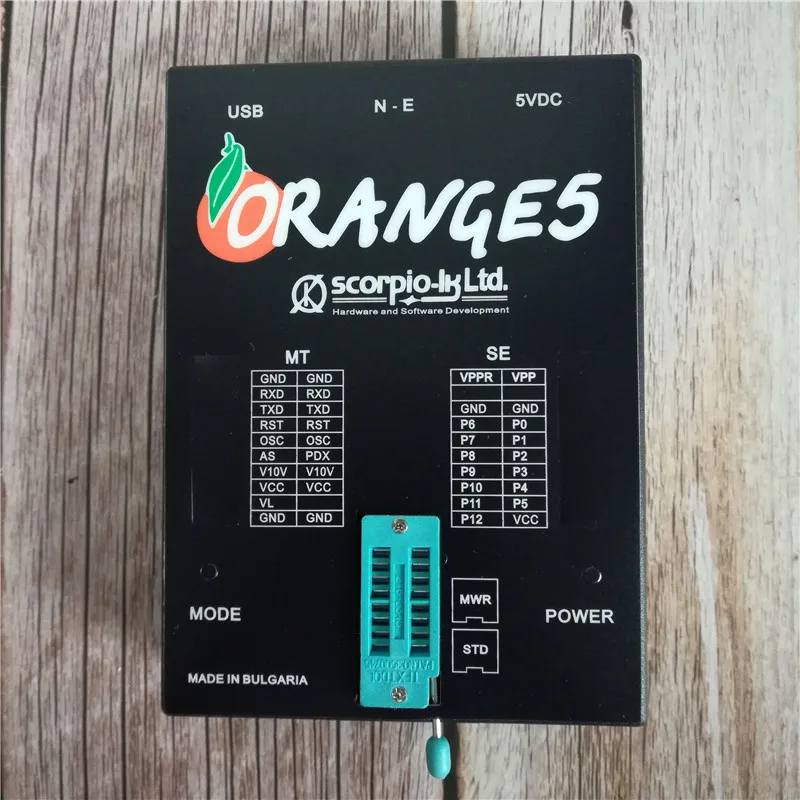 USB N - E 5VDC
ORANGE5
scorpio-lk Ltd.
Hardware and Software Development
MT
GND GND
RXD RXD
TXD TXD
RST RST
OSC OSC
AS PDX
V10V V10V
VCC VCC
VL
GND GND
SE
VPPR VPP
GND GND
P6 P0
P7 P1
P8 P2
P9 P3
P10 P4
P11 P5
P12 VCC
MODE
MWR
POWER
STD
TEXTOOL
MADE IN BULGARIA